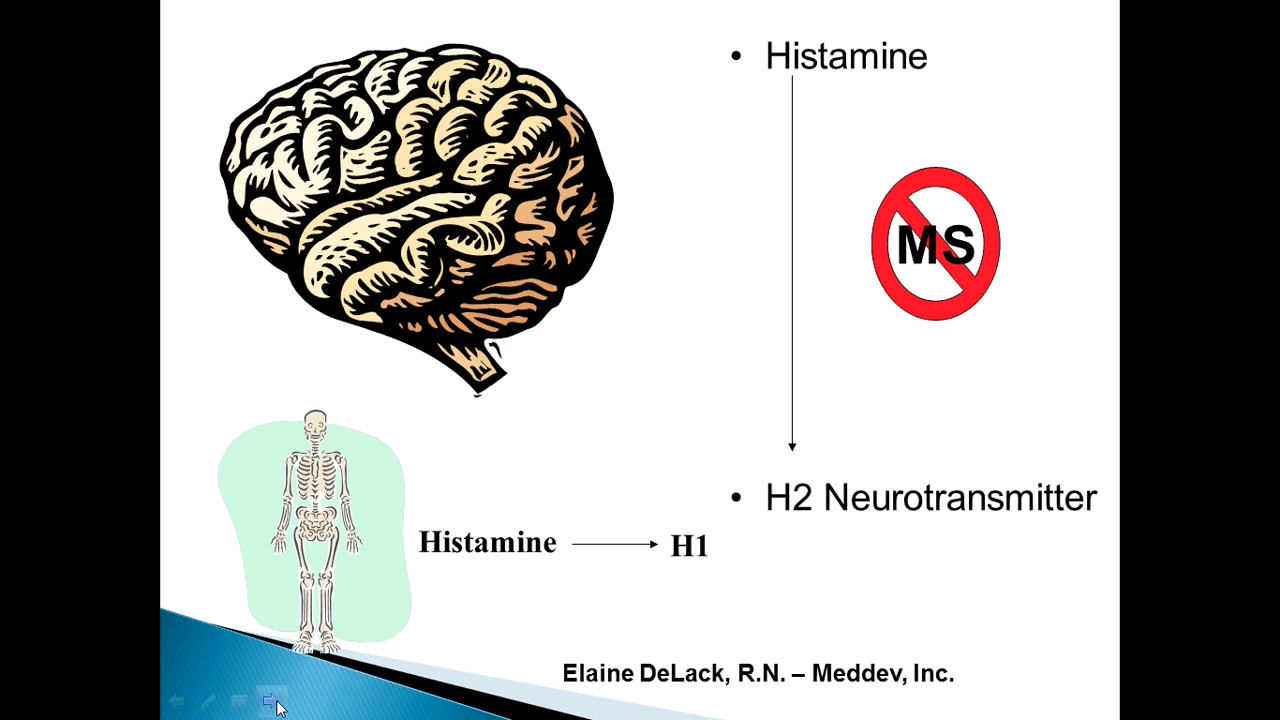 • Histamine
MS
• H2 Neurotransmitter
Histamine → H1
Elaine DeLack, R.N. – Meddev, Inc.